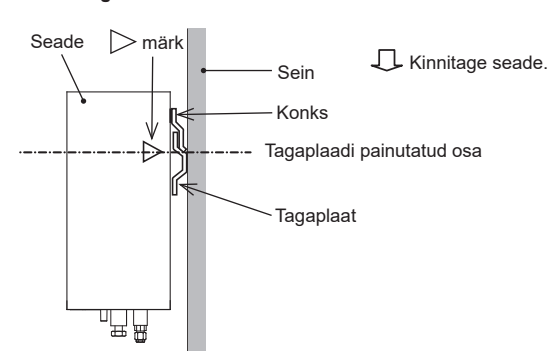 Seade
märk
Kinnitage seade.
Sein
Konks
Tagaplaadi painutatud osa
Tagaplaat